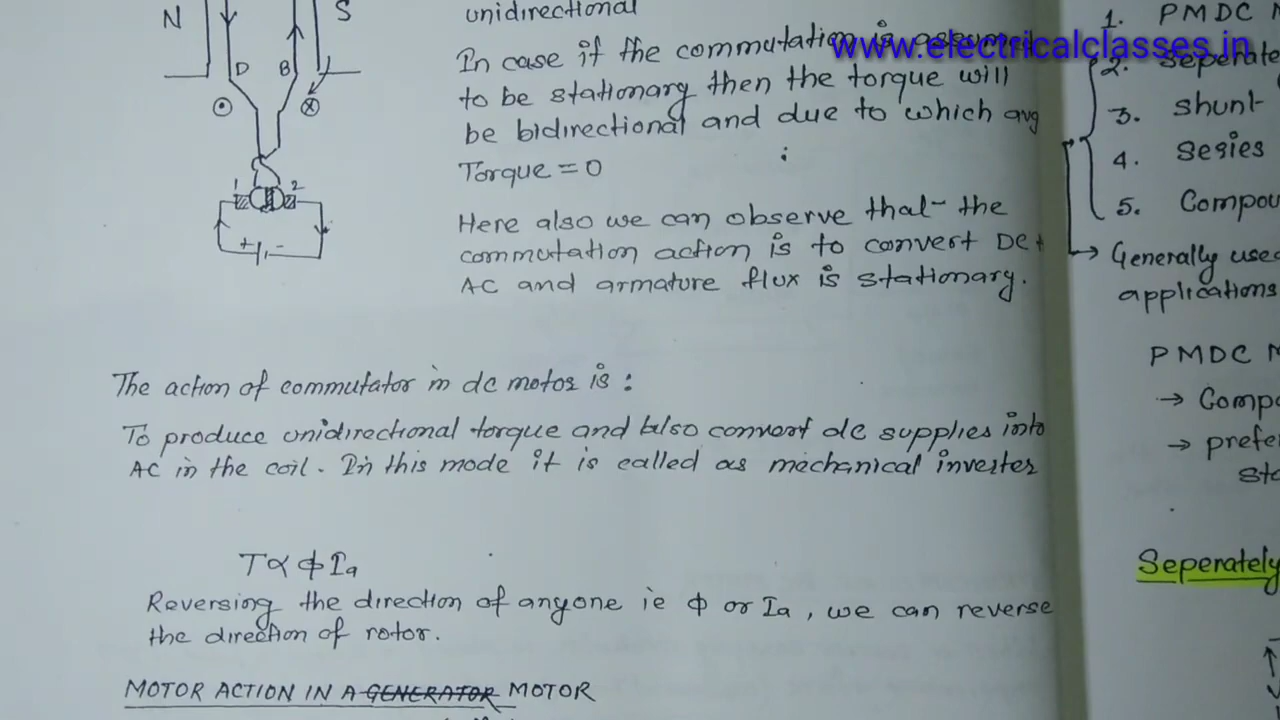 N
S
D
B
1
2
+
-
unidirectional
In case if the commutation is assumed
to be stationary then the torque will
be bidirectional and due to which avg
Torque = 0
Here also we can observe that the
commutation action is to convert DC
AC and armature flux is stationary.
The action of commutator in dc motor is :
To produce unidirectional torque and also convert dc supplies into
AC in the coil. In this mode it is called as mechanical inverter
T ∝ ϕ Ia
Reversing the direction of anyone ie ϕ or Ia, we can reverse
the direction of rotor.
MOTOR ACTION IN A GENERATOR MOTOR
www.electricalclasses.in
1. PMDC M
2. Seperate
3. Shunt
4. Series
5. Compou
→ Generally use
applications
PMDC M
→ Comp
→ prefer
Seperately